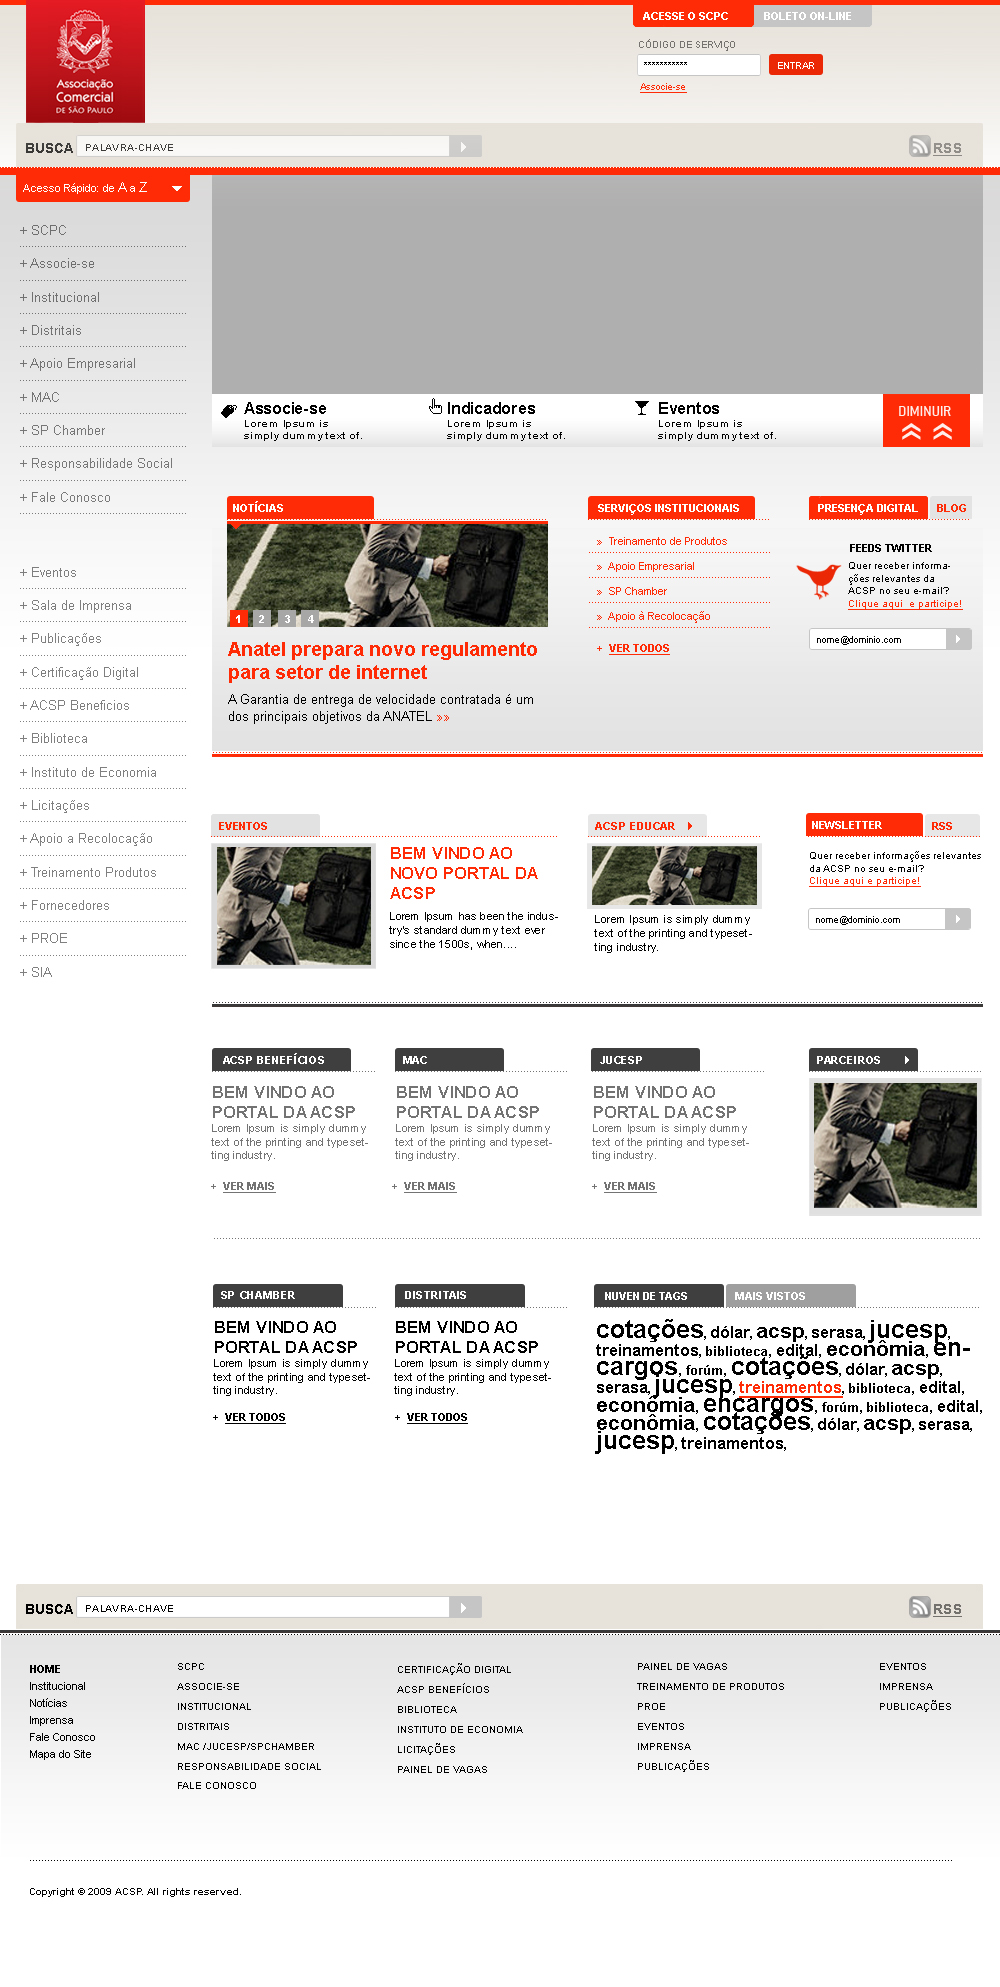 Associação
Comercial
DE SÃO PAULO
ACESSE O SCPC
BOLETO ON-LINE
CÓDIGO DE SERVIÇO
***********
ENTRAR
Associe-se
BUSCA
PALAVRA-CHAVE
RSS
Acesso Rápido: de A a Z
+ SCPC
+ Associe-se
+ Institucional
+ Distritais
+ Apoio Empresarial
+ MAC
+ SP Chamber
+ Responsabilidade Social
+ Fale Conosco
+ Eventos
+ Sala de Imprensa
+ Publicações
+ Certificação Digital
+ ACSP Beneficios
+ Biblioteca
+ Instituto de Economia
+ Licitações
+ Apoio a Recolocação
+ Treinamento Produtos
+ Fornecedores
+ PROE
+ SIA
Associe-se
Lorem Ipsum is
simply dummy text of.
Indicadores
Lorem Ipsum is
simply dummy text of.
Eventos
Lorem Ipsum is
simply dummy text of.
DIMINUIR
NOTÍCIAS
1 2 3 4
Anatel prepara novo regulamento
para setor de internet
A Garantia de entrega de velocidade contratada é um
dos principais objetivos da ANATEL »»
SERVIÇOS INSTITUCIONAIS
» Treinamento de Produtos
» Apoio Empresarial
» SP Chamber
» Apoio à Recolocação
+ VER TODOS
PRESENÇA DIGITAL
BLOG
FEEDS TWITTER
Quer receber informa-
ções relevantes da
ACSP no seu e-mail?
Clique aqui e participe!
nome@dominio.com
EVENTOS
BEM VINDO AO
NOVO PORTAL DA
ACSP
Lorem Ipsum has been the indus-
try's standard dummy text ever
since the 1500s, when....
ACSP EDUCAR
Lorem Ipsum is simply dummy
text of the printing and typeset-
ting industry.
NEWSLETTER
RSS
Quer receber informações relevantes
da ACSP no seu e-mail?
Clique aqui e participe!
nome@dominio.com
ACSP BENEFÍCIOS
BEM VINDO AO
PORTAL DA ACSP
Lorem Ipsum is simply dummy
text of the printing and typeset-
ting industry.
+ VER MAIS
MAC
BEM VINDO AO
PORTAL DA ACSP
Lorem Ipsum is simply dummy
text of the printing and typeset-
ting industry.
+ VER MAIS
JUCESP
BEM VINDO AO
PORTAL DA ACSP
Lorem Ipsum is simply dummy
text of the printing and typeset-
ting industry.
+ VER MAIS
PARCEIROS
SP CHAMBER
BEM VINDO AO
PORTAL DA ACSP
Lorem Ipsum is simply dummy
text of the printing and typeset-
ting industry.
+ VER TODOS
DISTRITAIS
BEM VINDO AO
PORTAL DA ACSP
Lorem Ipsum is simply dummy
text of the printing and typeset-
ting industry.
+ VER TODOS
NUVEN DE TAGS
MAIS VISTOS
cotações, dólar, acsp, serasa, jucesp,
treinamentos, biblioteca, edital, econômia, en-
cargos, forúm, cotações, dólar, acsp,
serasa, jucesp, treinamentos, biblioteca, edital,
econômia, encargos, forúm, biblioteca, edital,
econômia, cotações, dólar, acsp, serasa,
jucesp, treinamentos,
BUSCA
PALAVRA-CHAVE
RSS
HOME
Institucional
Notícias
Imprensa
Fale Conosco
Mapa do Site
SCPC
ASSOCIE-SE
INSTITUCIONAL
DISTRITAIS
MAC /JUCESP/SPCHAMBER
RESPONSABILIDADE SOCIAL
FALE CONOSCO
CERTIFICAÇÃO DIGITAL
ACSP BENEFÍCIOS
BIBLIOTECA
INSTITUTO DE ECONOMIA
LICITAÇÕES
PAINEL DE VAGAS
PAINEL DE VAGAS
TREINAMENTO DE PRODUTOS
PROE
EVENTOS
IMPRENSA
PUBLICAÇÕES
EVENTOS
IMPRENSA
PUBLICAÇÕES
Copyright © 2009 ACSP. All rights reserved.